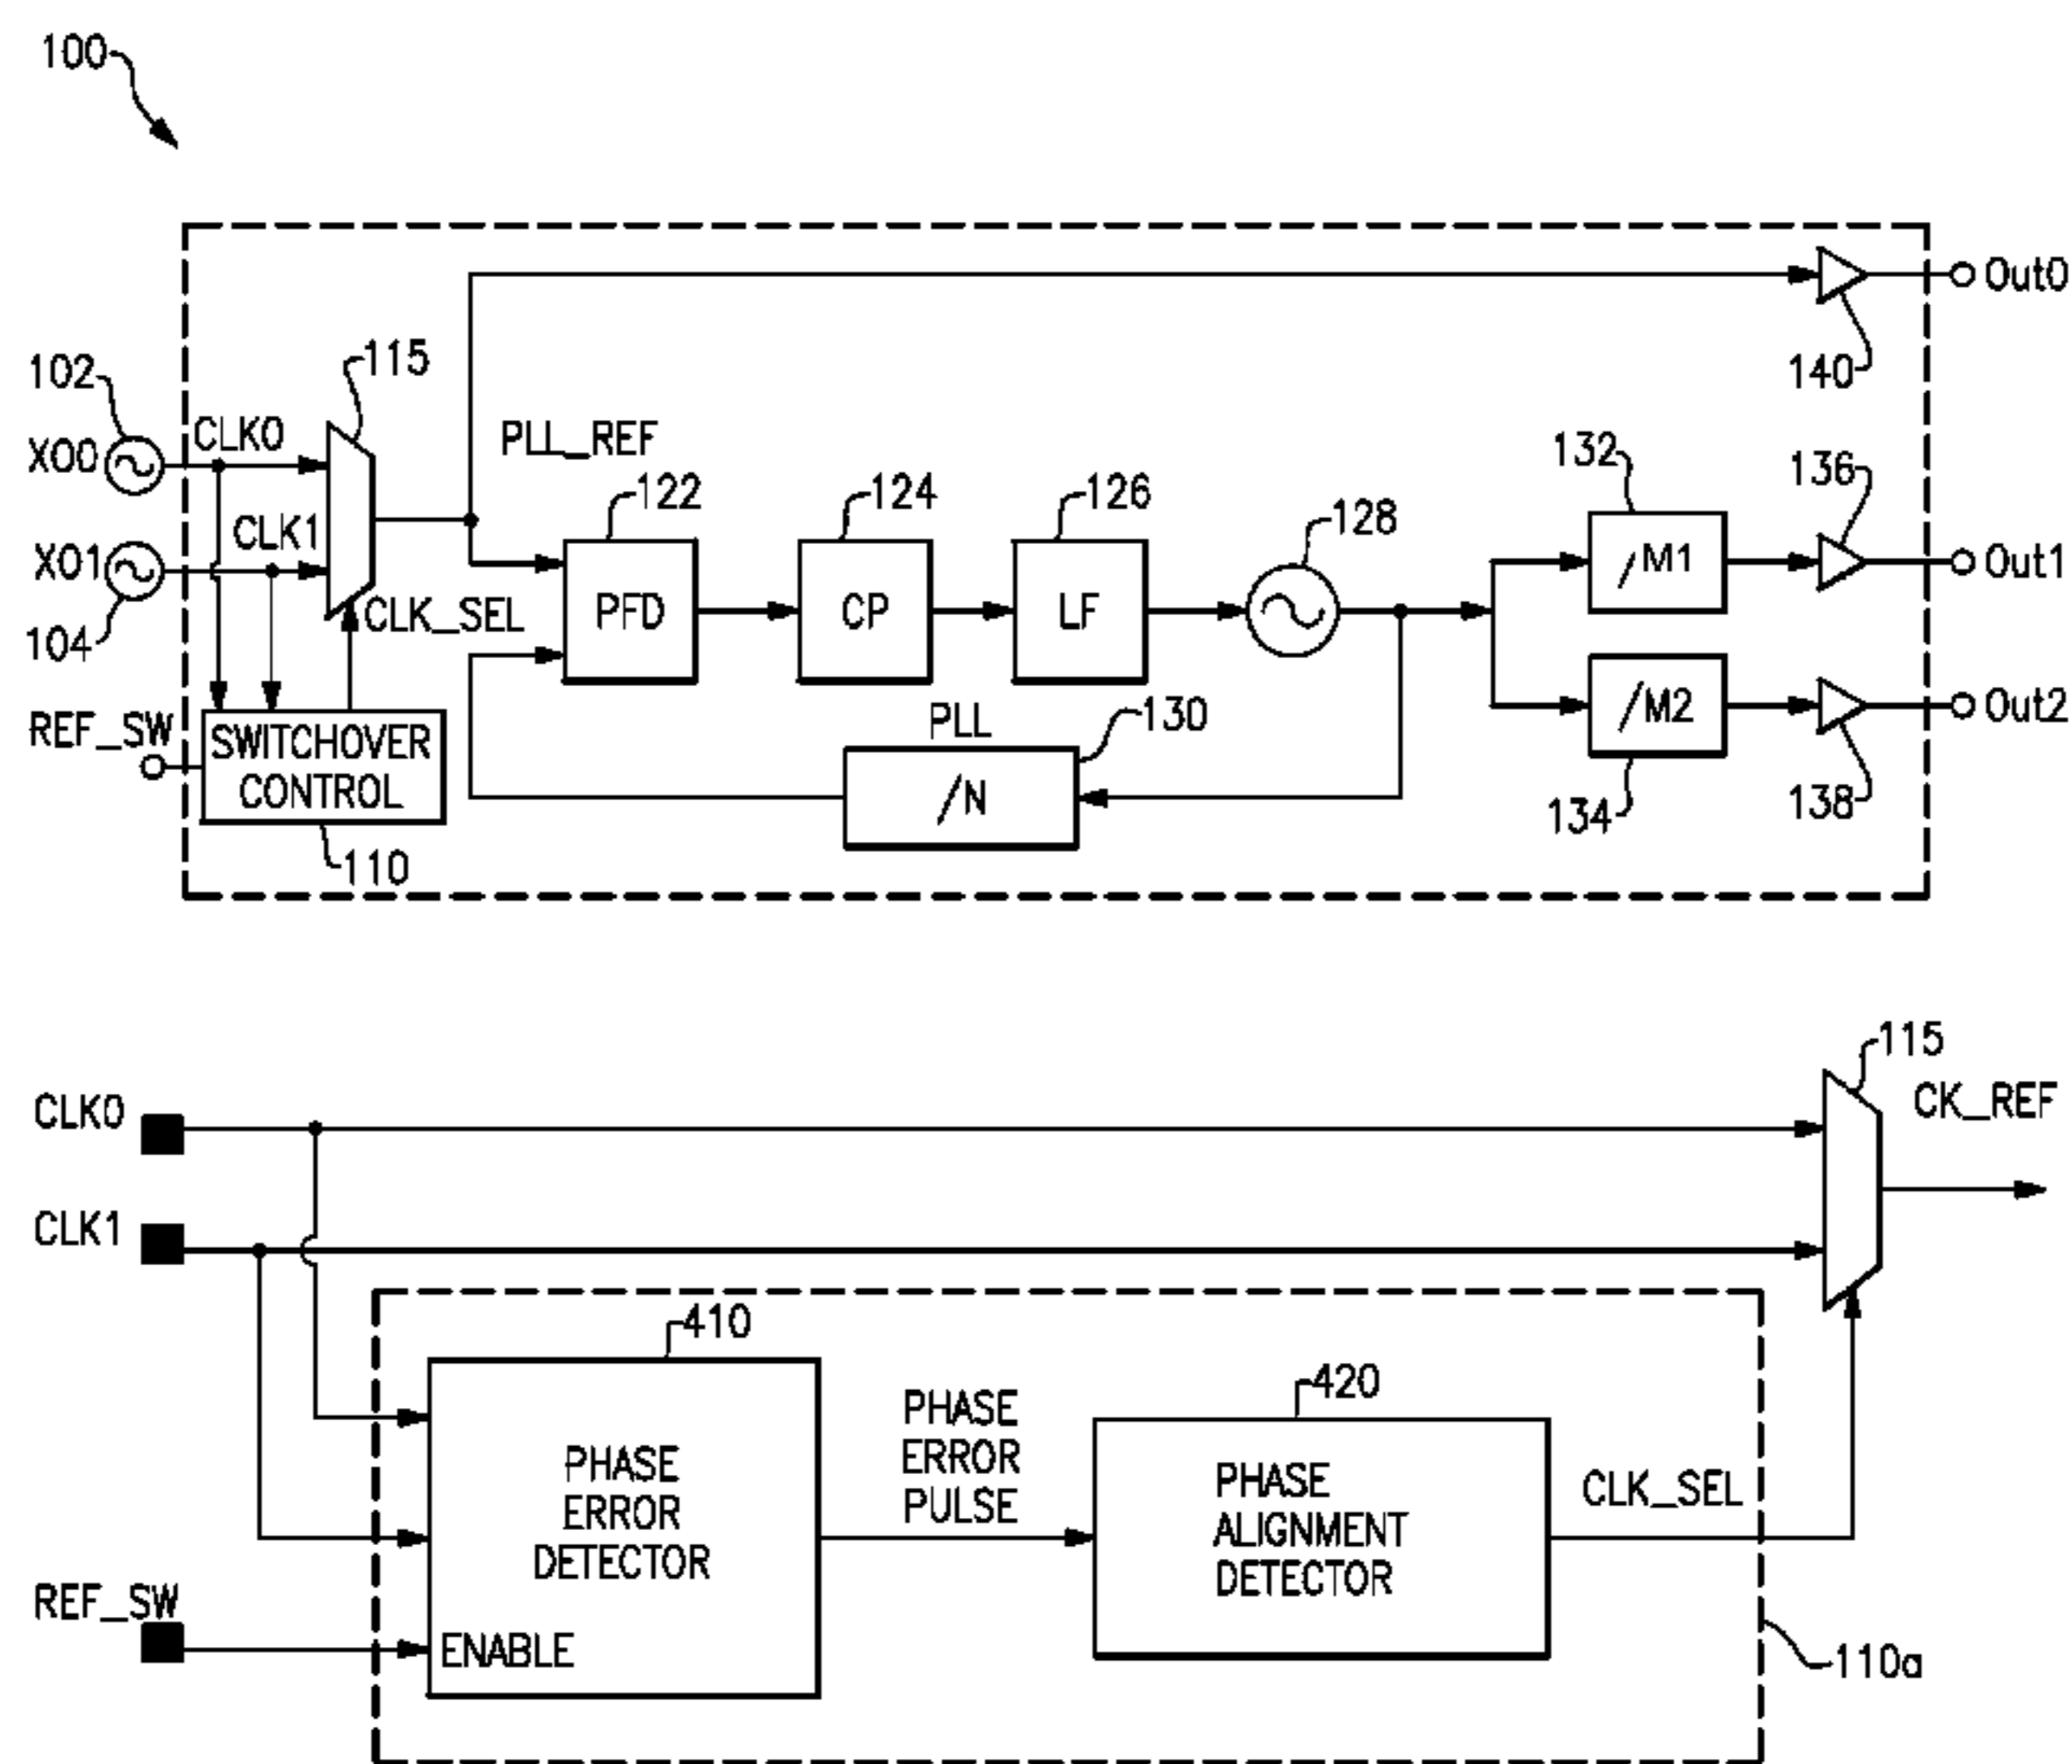 100
Out0
140
102
115
CLK0
X00
PLL_REF
CLK1
X01
104
CLK_SEL
122
PFD
124
CP
126
LF
128
132
/M1
136
Out1
/M2
Out2
134
138
REF_SW
SWITCHOVER
CONTROL
110
PLL
130
/N
115
CK_REF
CLK0
CLK1
410
PHASE
ERROR
DETECTOR
ENABLE
REF_SW
PHASE
ERROR
PULSE
420
PHASE
ALIGNMENT
DETECTOR
CLK_SEL
110a